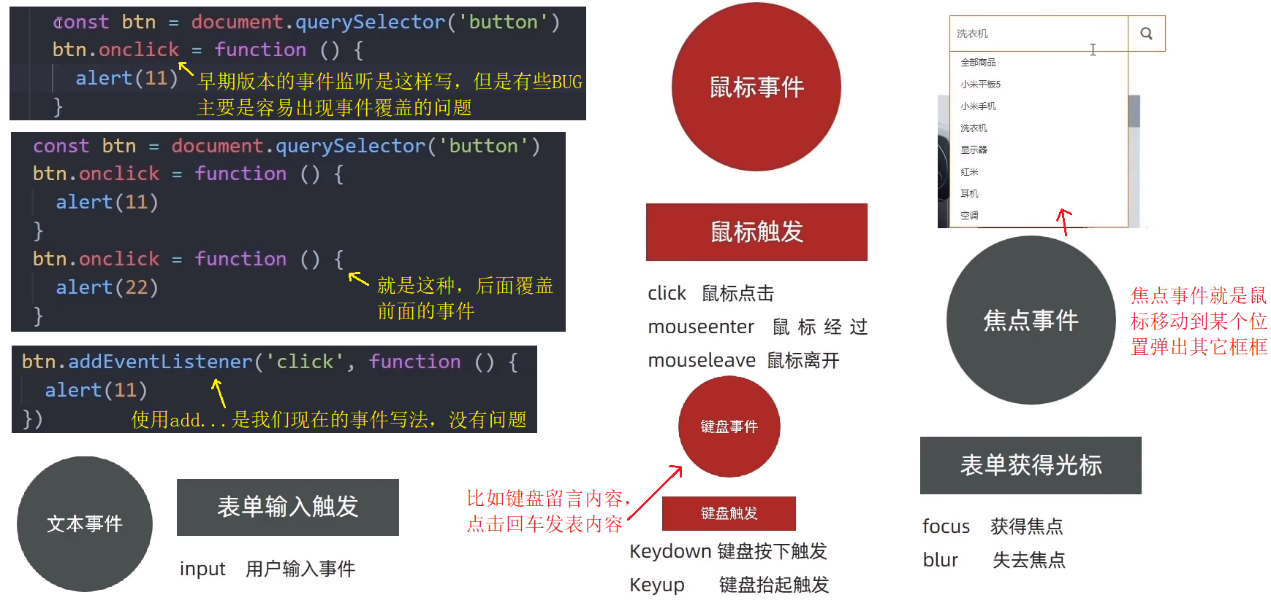 const btn = document.querySelector('button')
btn.onclick = function () {
alert(11)
}
早期版本的事件监听是这样写，但是有些BUG
主要是容易出现事件覆盖的问题
const btn = document.querySelector('button')
btn.onclick = function () {
alert(11)
}
btn.onclick = function () {
alert(22)
}
就是这种，后面覆盖
前面的事件
btn.addEventListener('click', function () {
alert(11)
})
使用add...是我们现在的事件写法，没有问题
文本事件
表单输入触发
input 用户输入事件
鼠标事件
鼠标触发
click 鼠标点击
mouseenter 鼠 标 经 过
mouseleave 鼠标离开
键盘事件
比如键盘留言内容，
点击回车发表内容
键盘触发
Keydown 键盘按下触发
Keyup 键盘抬起触发
洗衣机
全部商品
小米平板5
小米手机
洗衣机
显示器
红米
耳机
空调
焦点事件
焦点事件就是鼠
标移动到某个位
置弹出其它框框
表单获得光标
focus 获得焦点
blur 失去焦点